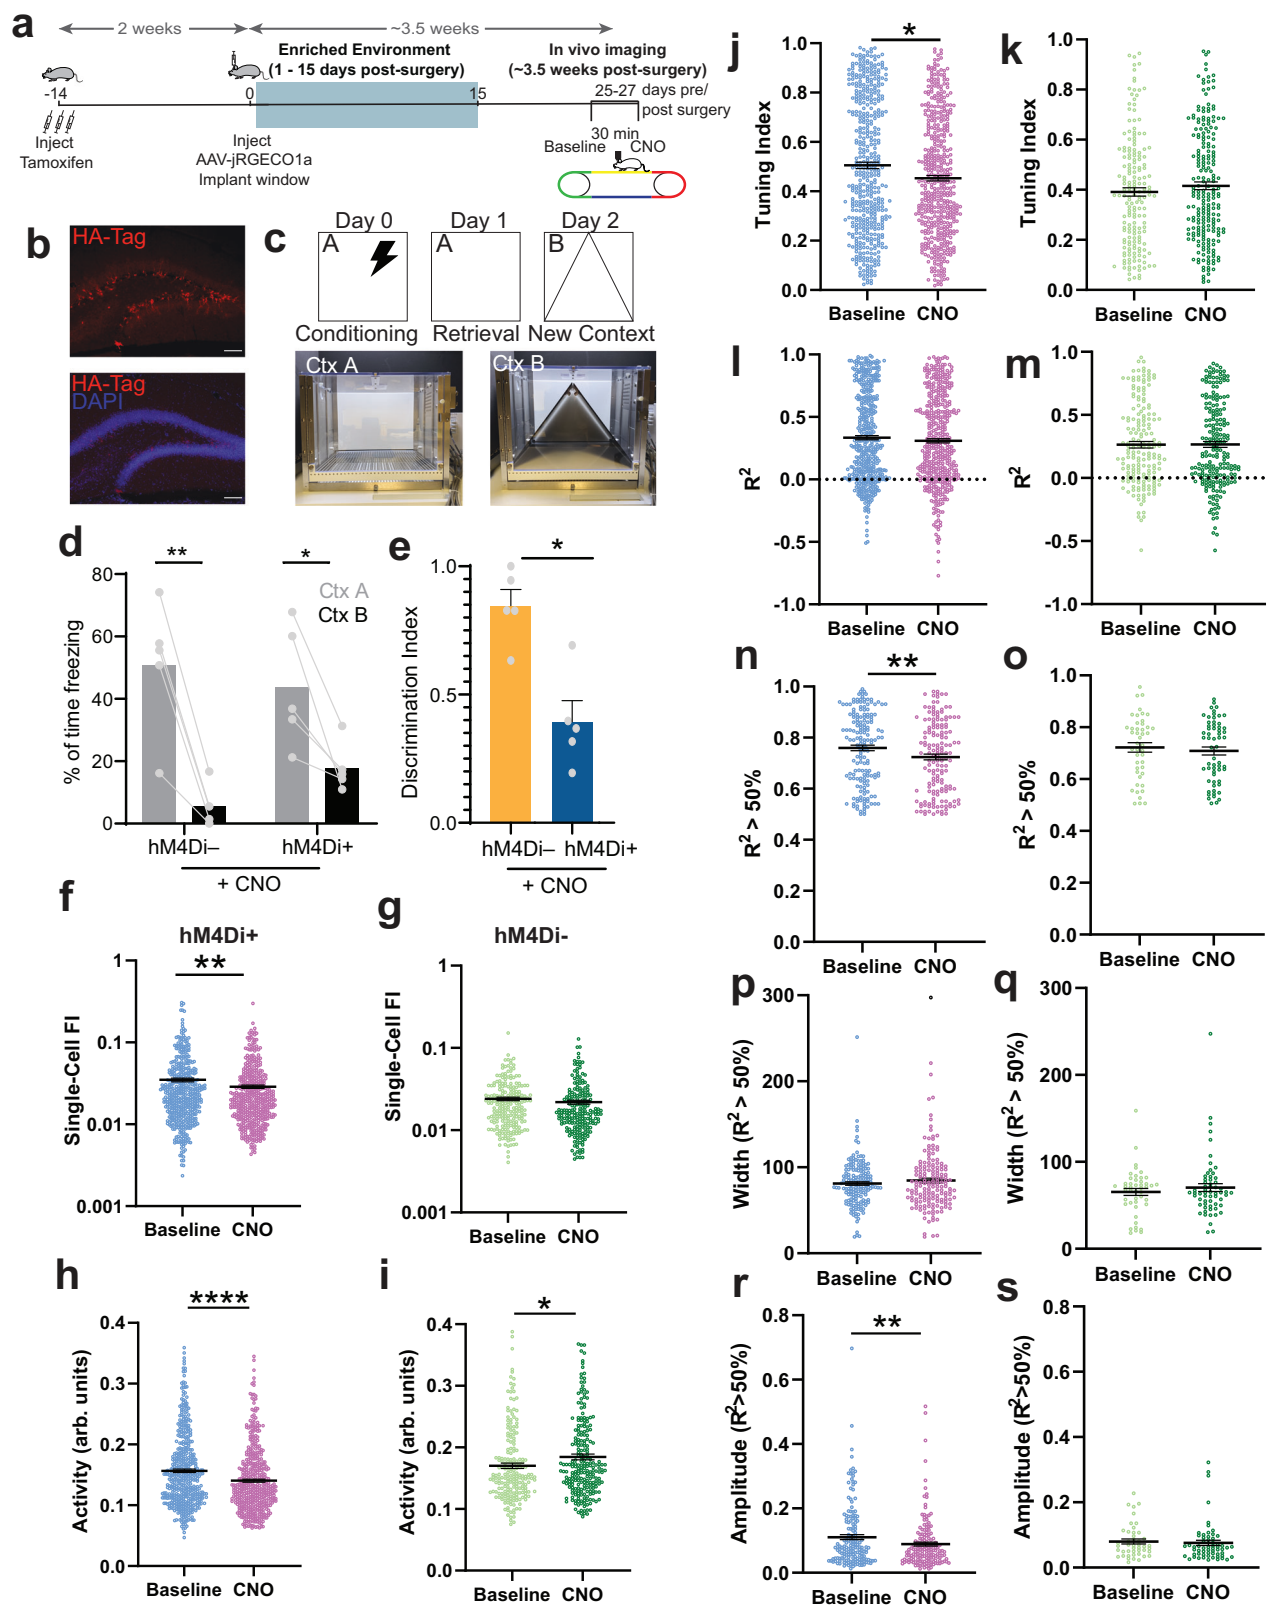 a
2 weeks
~3.5 weeks
Enriched Environment
(1 - 15 days post-surgery)
In vivo imaging
(~3.5 weeks post-surgery)
-14
0
15
25-27
days pre/
post surgery
Inject
Tamoxifen
Inject
AAV-jRGECO1a
Implant window
30 min
Baseline
CNO
b
HA-Tag
HA-Tag
DAPI
c
Day 0
Day 1
Day 2
A
A
B
Conditioning
Retrieval
New Context
Ctx A
Ctx B
d
**
*
% of time freezing
80
60
40
20
0
Ctx A
Ctx B
hM4Di–
hM4Di+
+ CNO
e
*
Discrimination Index
1.0
0.5
0.0
hM4Di–
hM4Di+
+ CNO
f
hM4Di+
**
Single-Cell FI
1
0.1
0.01
0.001
Baseline
CNO
g
hM4Di-
Single-Cell FI
1
0.1
0.01
0.001
Baseline
CNO
h
****
Activity (arb. units)
0.4
0.3
0.2
0.1
0.0
Baseline
CNO
i
*
Activity (arb. units)
0.4
0.3
0.2
0.1
0.0
Baseline
CNO
j
*
Tuning Index
1.0
0.8
0.6
0.4
0.2
0.0
Baseline
CNO
k
Tuning Index
1.0
0.8
0.6
0.4
0.2
0.0
Baseline
CNO
l
R²
1.0
0.5
0.0
-0.5
-1.0
Baseline
CNO
m
R²
1.0
0.5
0.0
-0.5
-1.0
Baseline
CNO
n
**
R² > 50%
1.0
0.8
0.6
0.4
0.2
0.0
Baseline
CNO
o
R² > 50%
1.0
0.8
0.6
0.4
0.2
0.0
Baseline
CNO
p
Width (R² > 50%)
300
200
100
0
Baseline
CNO
q
Width (R² > 50%)
300
200
100
0
Baseline
CNO
r
**
Amplitude (R²>50%)
0.8
0.6
0.4
0.2
0.0
Baseline
CNO
s
Amplitude (R²>50%)
0.8
0.6
0.4
0.2
0.0
Baseline
CNO